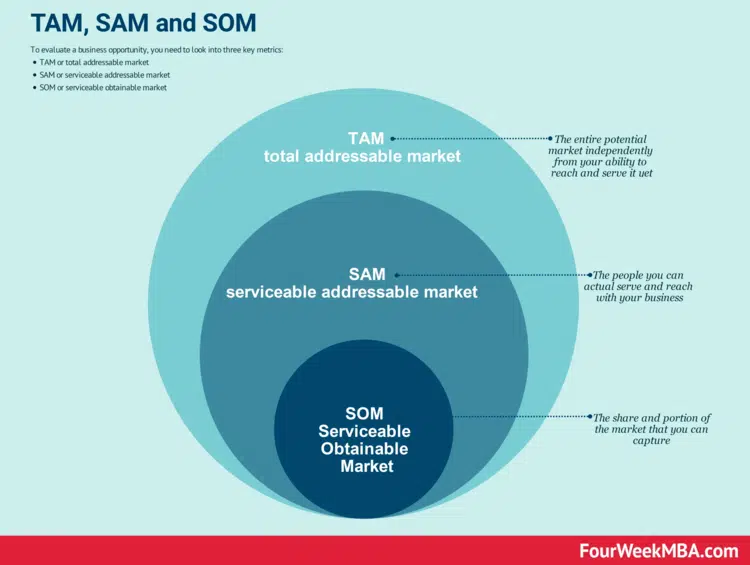 TAM, SAM and SOM
To evaluate a business opportunity, you need to look into three key metrics:
• TAM or total addressable market
• SAM or serviceable addressable market
• SOM or serviceable obtainable market
TAM
total addressable market
The entire potential
market independently
from your ability to
reach and serve it yet
SAM
serviceable addressable market
The people you can
actual serve and reach
with your business
SOM
Serviceable
Obtainable
Market
The share and portion of
the market that you can
capture
FourWeekMBA.com